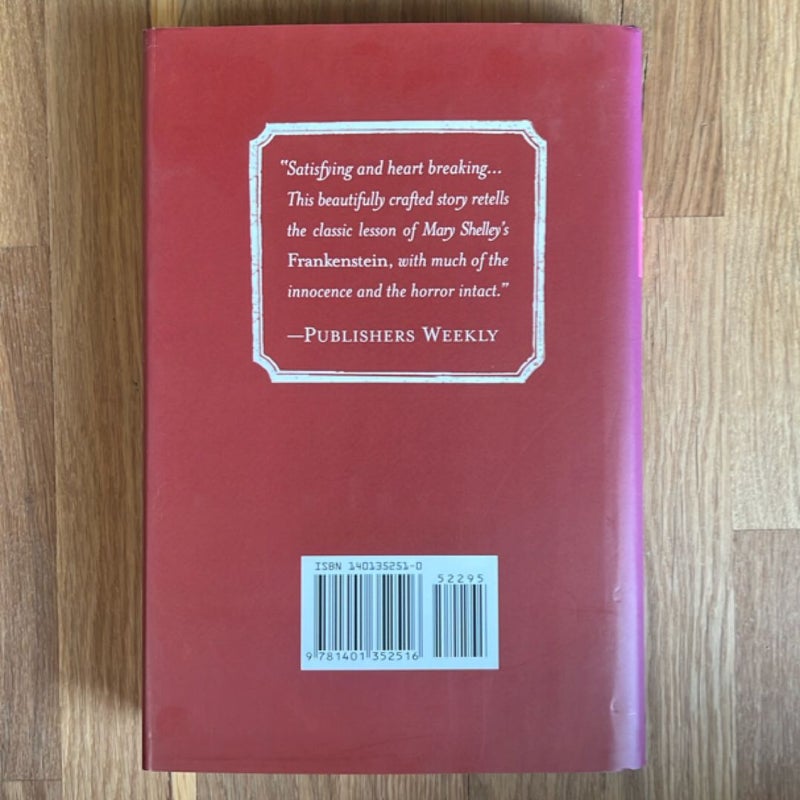 “Satisfying and heart breaking...
This beautifully crafted story retells
the classic lesson of Mary Shelley's
Frankenstein, with much of the
innocence and the horror intact.”
—PUBLISHERS WEEKLY
ISBN 140135251-0
52295
9 781401 352516